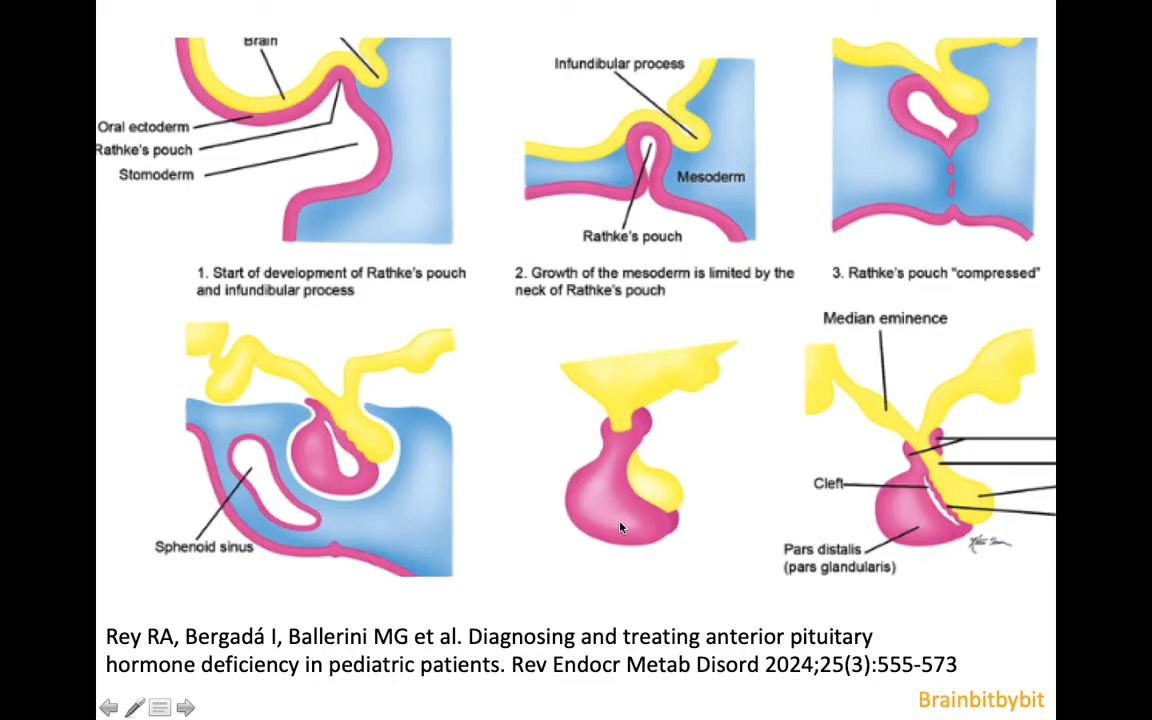 Brain
Oral ectoderm
Rathke's pouch
Stomoderm
Infundibular process
Mesoderm
Rathke's pouch
1. Start of development of Rathke's pouch
and infundibular process
2. Growth of the mesoderm is limited by the
neck of Rathke's pouch
3. Rathke's pouch "compressed"
Median eminence
Cleft
Sphenoid sinus
Pars distalis
(pars glandularis)
Rey RA, Bergadá I, Ballerini MG et al. Diagnosing and treating anterior pituitary
hormone deficiency in pediatric patients. Rev Endocr Metab Disord 2024;25(3):555-573
Brainbitbybit